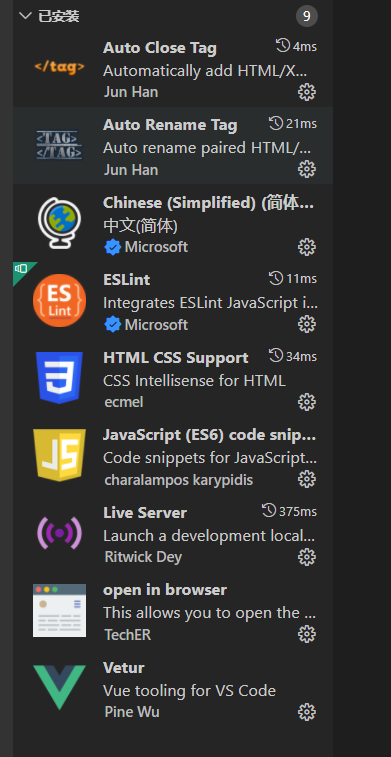 已安装 9
Auto Close Tag 4ms
Automatically add HTML/X...
Jun Han
</tag>
Auto Rename Tag 21ms
Auto rename paired HTML/...
Jun Han
<TAG>
</TAG>
Chinese (Simplified) (简体...
中文(简体)
Microsoft
ESLint 11ms
Integrates ESLint JavaScript i...
Microsoft
{ES}
Lint
HTML CSS Support 34ms
CSS Intellisense for HTML
ecmel
3
JavaScript (ES6) code snip...
Code snippets for JavaScript...
charalampos karypidis
JS
Live Server 375ms
Launch a development local...
Ritwick Dey
open in browser
This allows you to open the ...
TechER
Vetur
Vue tooling for VS Code
Pine Wu